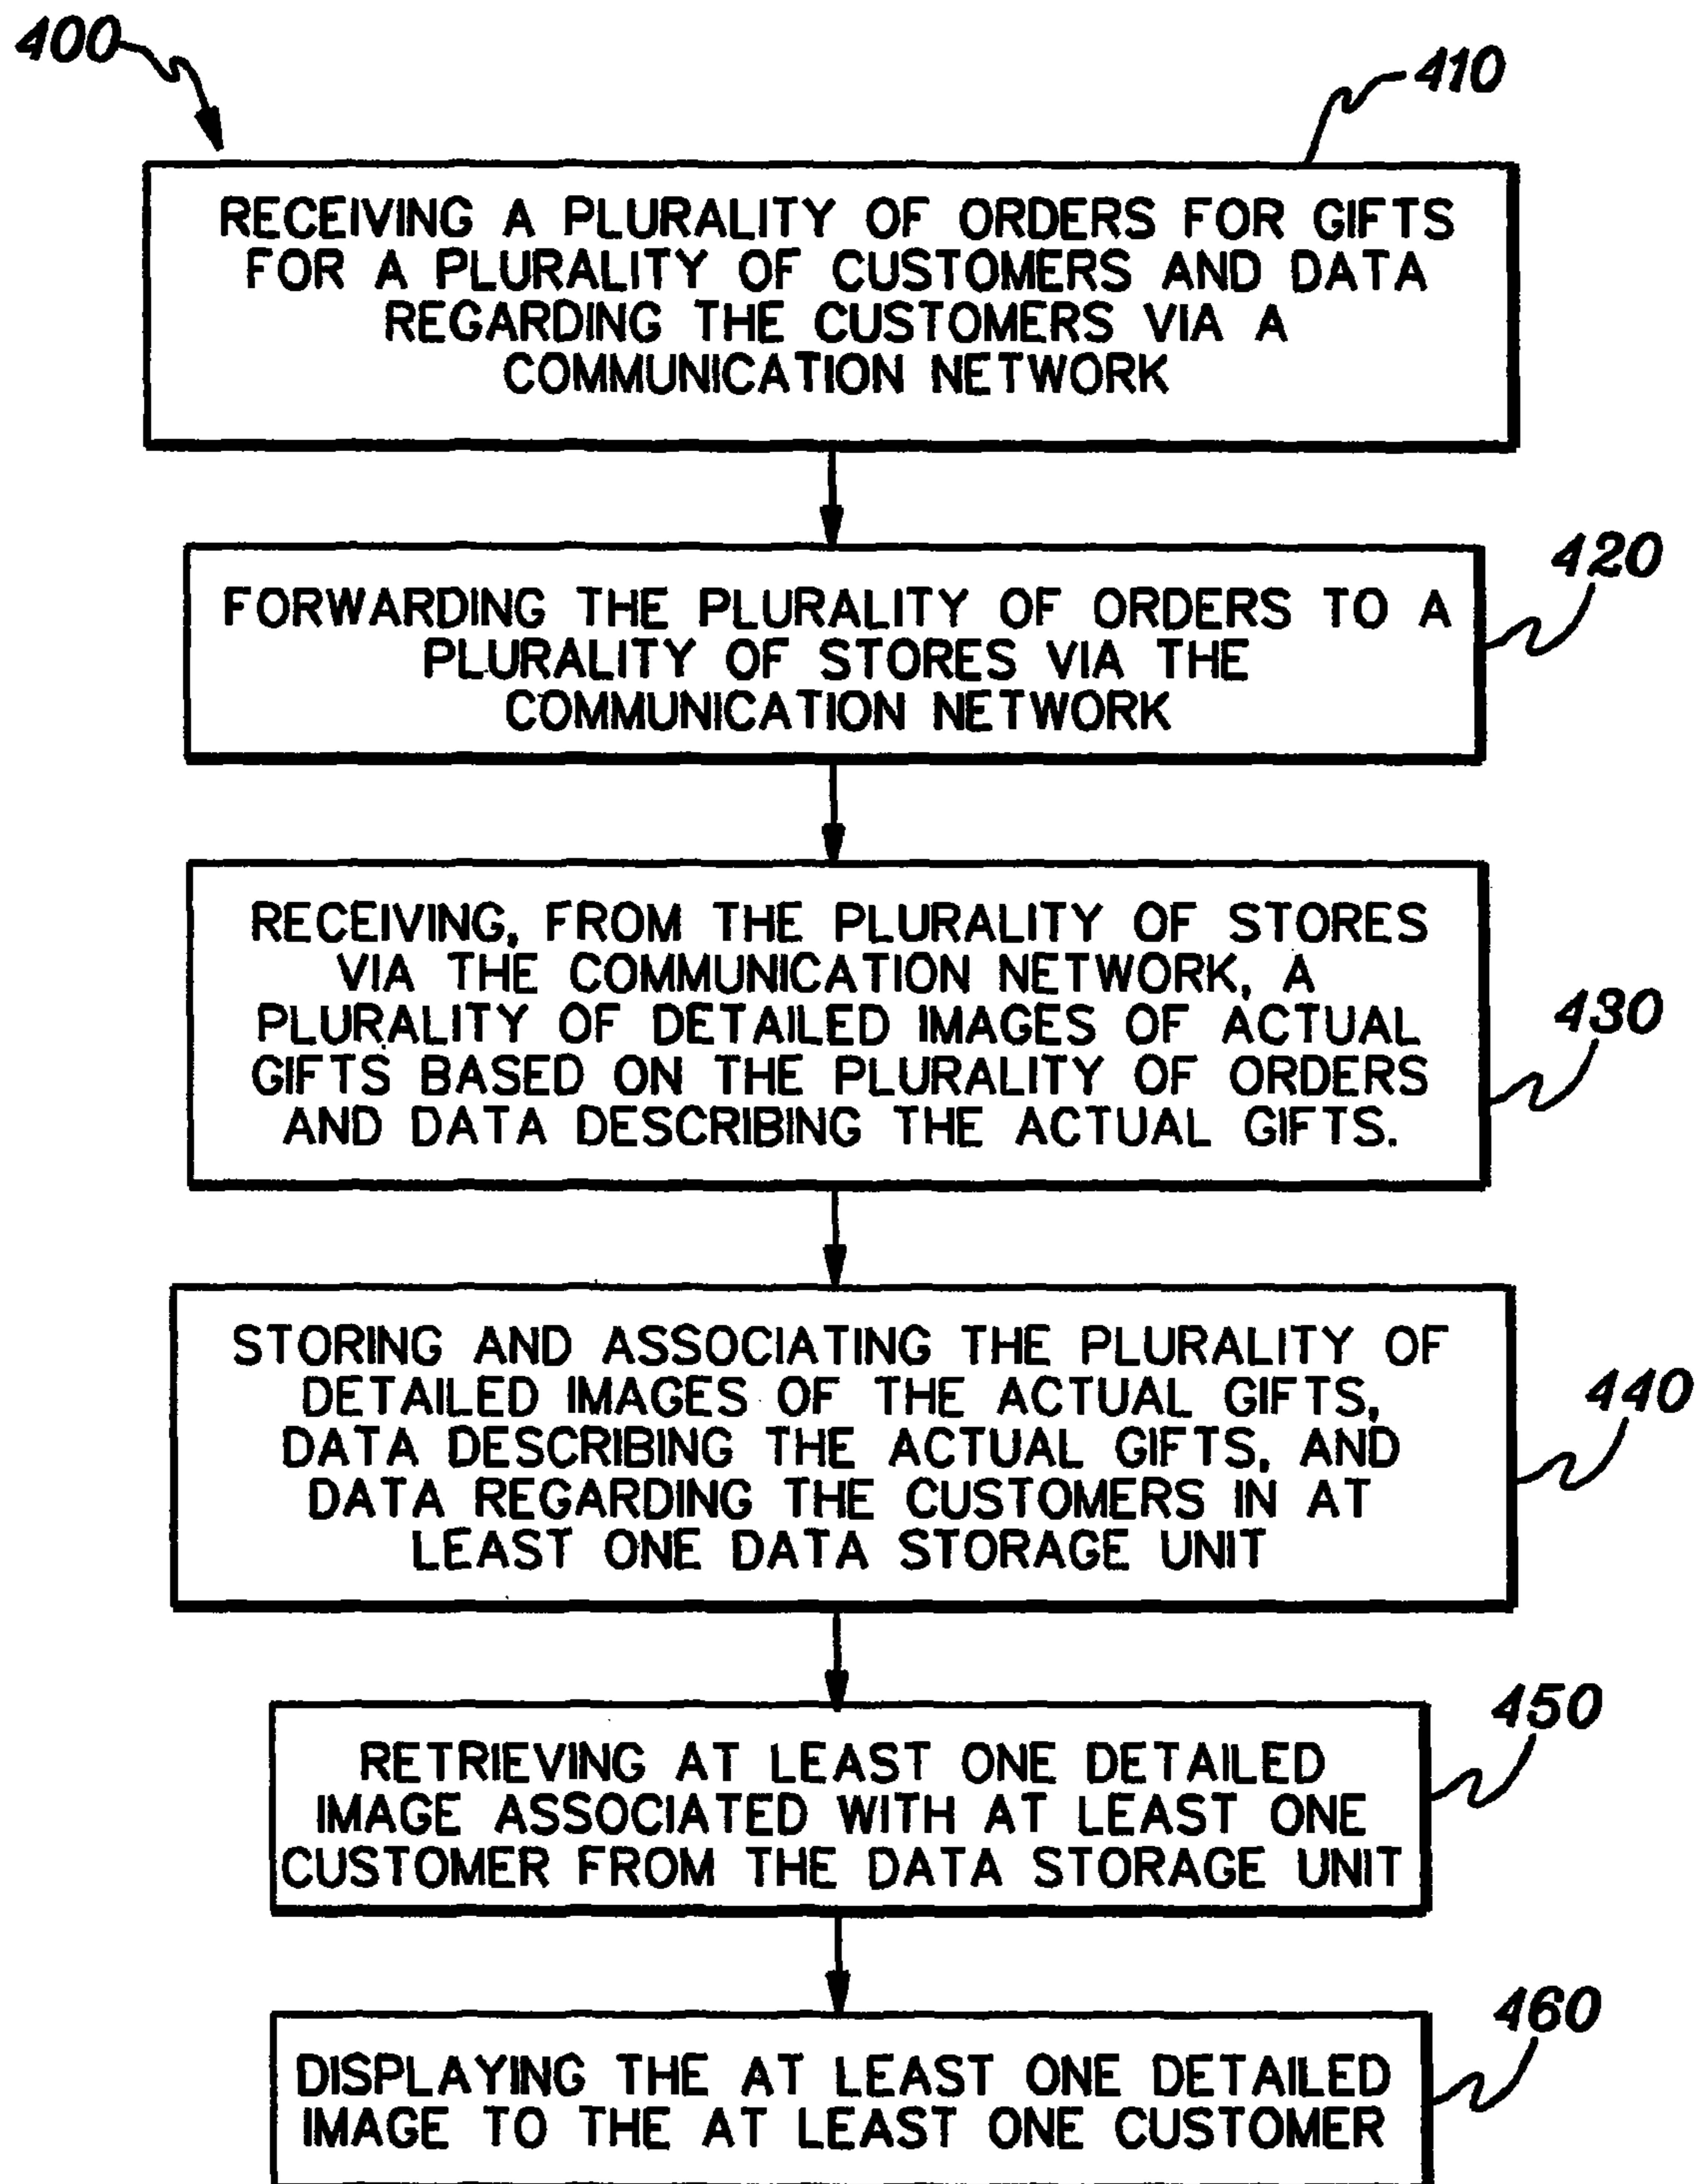 400
410
RECEIVING A PLURALITY OF ORDERS FOR GIFTS
FOR A PLURALITY OF CUSTOMERS AND DATA
REGARDING THE CUSTOMERS VIA A
COMMUNICATION NETWORK
420
FORWARDING THE PLURALITY OF ORDERS TO A
PLURALITY OF STORES VIA THE
COMMUNICATION NETWORK
430
RECEIVING, FROM THE PLURALITY OF STORES
VIA THE COMMUNICATION NETWORK, A
PLURALITY OF DETAILED IMAGES OF ACTUAL
GIFTS BASED ON THE PLURALITY OF ORDERS
AND DATA DESCRIBING THE ACTUAL GIFTS.
440
STORING AND ASSOCIATING THE PLURALITY OF
DETAILED IMAGES OF THE ACTUAL GIFTS,
DATA DESCRIBING THE ACTUAL GIFTS, AND
DATA REGARDING THE CUSTOMERS IN AT
LEAST ONE DATA STORAGE UNIT
450
RETRIEVING AT LEAST ONE DETAILED
IMAGE ASSOCIATED WITH AT LEAST ONE
CUSTOMER FROM THE DATA STORAGE UNIT
460
DISPLAYING THE AT LEAST ONE DETAILED
IMAGE TO THE AT LEAST ONE CUSTOMER